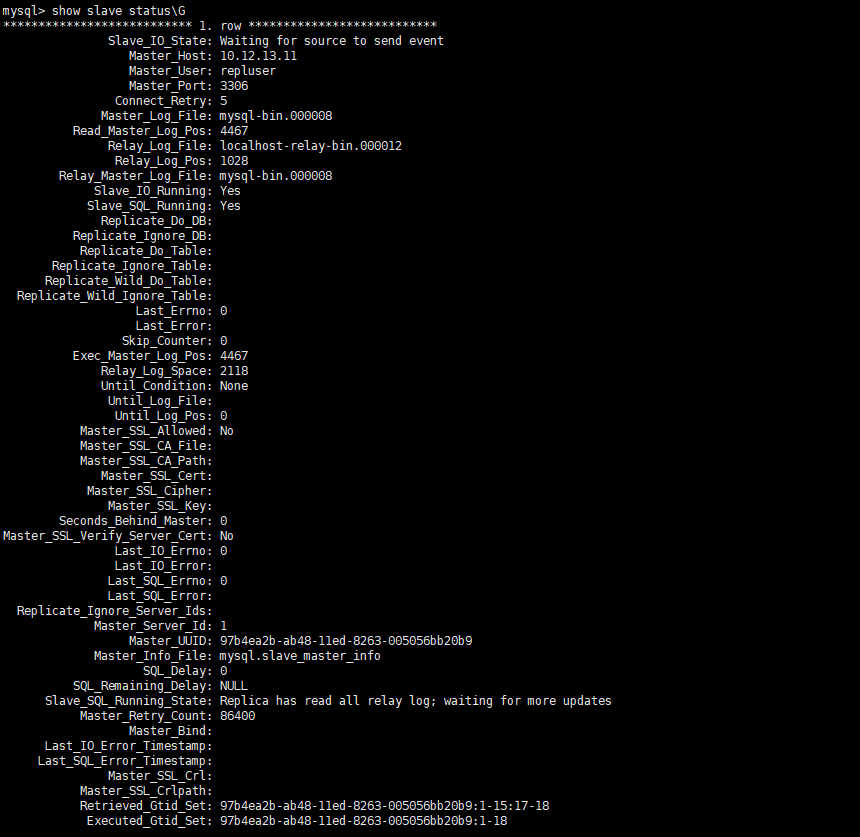 mysql> show slave status\G
*************************** 1. row ***************************
Slave_IO_State: Waiting for source to send event
Master_Host: 10.12.13.11
Master_User: repluser
Master_Port: 3306
Connect_Retry: 5
Master_Log_File: mysql-bin.000008
Read_Master_Log_Pos: 4467
Relay_Log_File: localhost-relay-bin.000012
Relay_Log_Pos: 1028
Relay_Master_Log_File: mysql-bin.000008
Slave_IO_Running: Yes
Slave_SQL_Running: Yes
Replicate_Do_DB:
Replicate_Ignore_DB:
Replicate_Do_Table:
Replicate_Ignore_Table:
Replicate_Wild_Do_Table:
Replicate_Wild_Ignore_Table:
Last_Errno: 0
Last_Error:
Skip_Counter: 0
Exec_Master_Log_Pos: 4467
Relay_Log_Space: 2118
Until_Condition: None
Until_Log_File:
Until_Log_Pos: 0
Master_SSL_Allowed: No
Master_SSL_CA_File:
Master_SSL_CA_Path:
Master_SSL_Cert:
Master_SSL_Cipher:
Master_SSL_Key:
Seconds_Behind_Master: 0
Master_SSL_Verify_Server_Cert: No
Last_IO_Errno: 0
Last_IO_Error:
Last_SQL_Errno: 0
Last_SQL_Error:
Replicate_Ignore_Server_Ids:
Master_Server_Id: 1
Master_UUID: 97b4ea2b-ab48-11ed-8263-005056bb20b9
Master_Info_File: mysql.slave_master_info
SQL_Delay: 0
SQL_Remaining_Delay: NULL
Slave_SQL_Running_State: Replica has read all relay log; waiting for more updates
Master_Retry_Count: 86400
Master_Bind:
Last_IO_Error_Timestamp:
Last_SQL_Error_Timestamp:
Master_SSL_Crl:
Master_SSL_Crlpath:
Retrieved_Gtid_Set: 97b4ea2b-ab48-11ed-8263-005056bb20b9:1-15:17-18
Executed_Gtid_Set: 97b4ea2b-ab48-11ed-8263-005056bb20b9:1-18